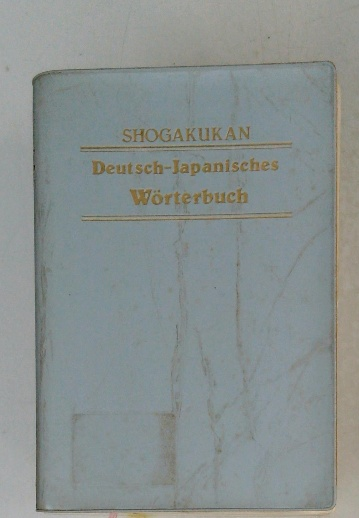 SHOGAKUKAN
Deutsch-Japanisches
Wörterbuch